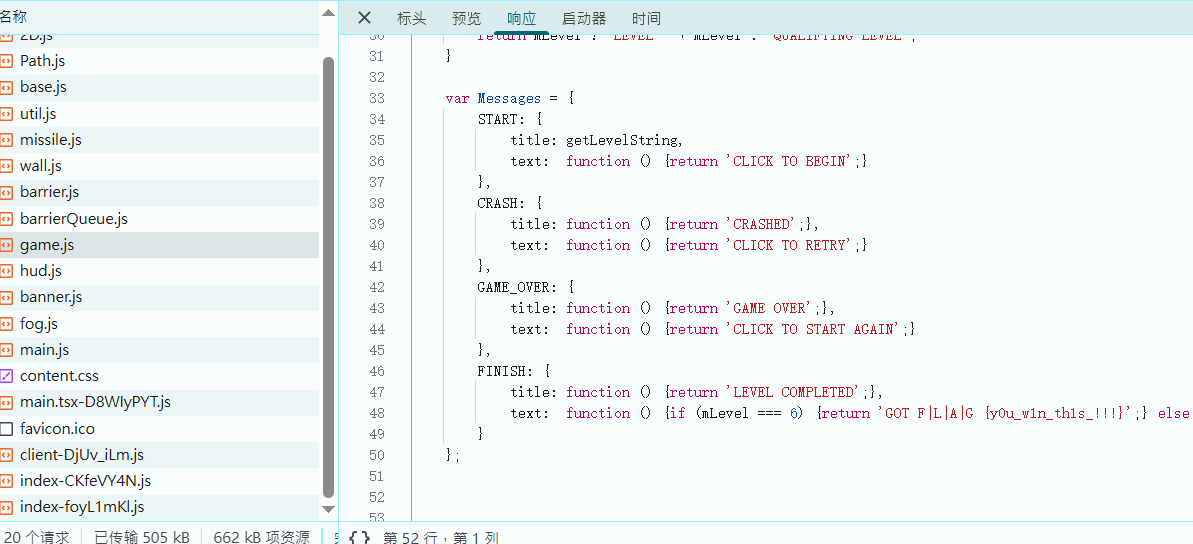 名称
2D.js
Path.js
base.js
util.js
missile.js
wall.js
barrier.js
barrierQueue.js
game.js
hud.js
banner.js
fog.js
main.js
content.css
main.tsx-D8WIyPYT.js
favicon.ico
client-DjUv_iLm.js
index-CKfeVY4N.js
index-foyL1mKl.js
20 个请求 已传输 505 kB 662 kB 项资源
标头 预览 响应 启动器 时间
30 return mLevel ? 'LEVEL ' + mLevel : 'QUALIFYING LEVEL';
31 }
32
33 var Messages = {
34 START: {
35 title: getLevelString,
36 text: function () {return 'CLICK TO BEGIN';}
37 },
38 CRASH: {
39 title: function () {return 'CRASHED';},
40 text: function () {return 'CLICK TO RETRY';}
41 },
42 GAME_OVER: {
43 title: function () {return 'GAME OVER';},
44 text: function () {return 'CLICK TO START AGAIN';}
45 },
46 FINISH: {
47 title: function () {return 'LEVEL COMPLETED';},
48 text: function () {if (mLevel === 6) {return 'GOT F|L|A|G {y0u_w1n_th1s_!!!}';} else
49 }
50 };
51
52
53
{ } 第 52 行，第 1 列